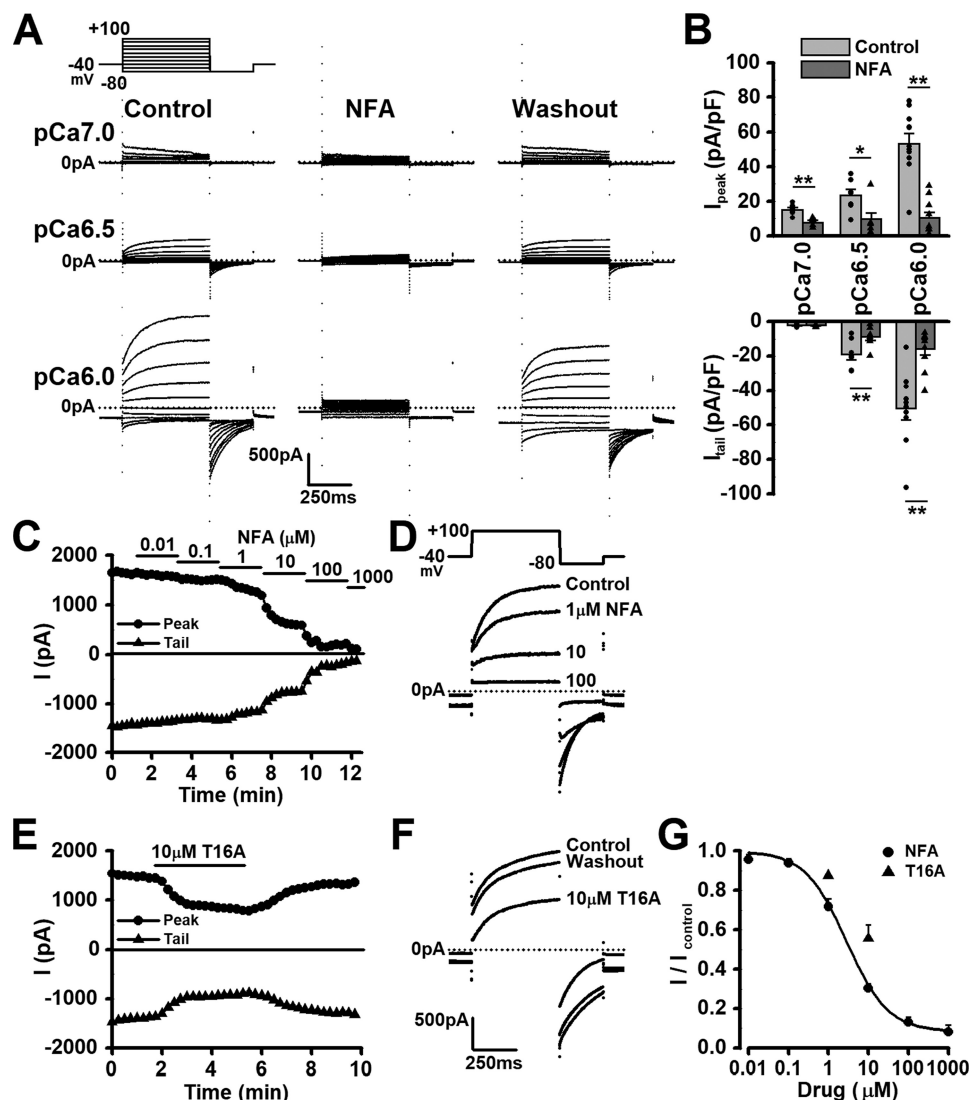 A
+100
-40
mV
-80
Control
NFA
Washout
pCa7.0
0pA
pCa6.5
0pA
pCa6.0
0pA
500pA
250ms
B
Control
NFA
Ipeak (pA/pF)
100
80
60
40
20
0
**
*
**
pCa7.0
pCa6.5
pCa6.0
Itail (pA/pF)
0
-20
-40
-60
-80
-100
**
**
C
NFA (μM)
0.01
0.1
1
10
100
1000
I (pA)
2000
1000
0
-1000
-2000
Peak
Tail
0 2 4 6 8 10 12
Time (min)
D
+100
-40
mV
-80
Control
1μM NFA
10
100
0pA
E
10μM T16A
I (pA)
2000
1000
0
-1000
-2000
Peak
Tail
0 2 4 6 8 10
Time (min)
F
Control
Washout
10μM T16A
0pA
500pA
250ms
G
NFA
T16A
I / Icontrol
1.0
0.8
0.6
0.4
0.2
0.0
0.01 0.1 1 10 100 1000
Drug (μM)